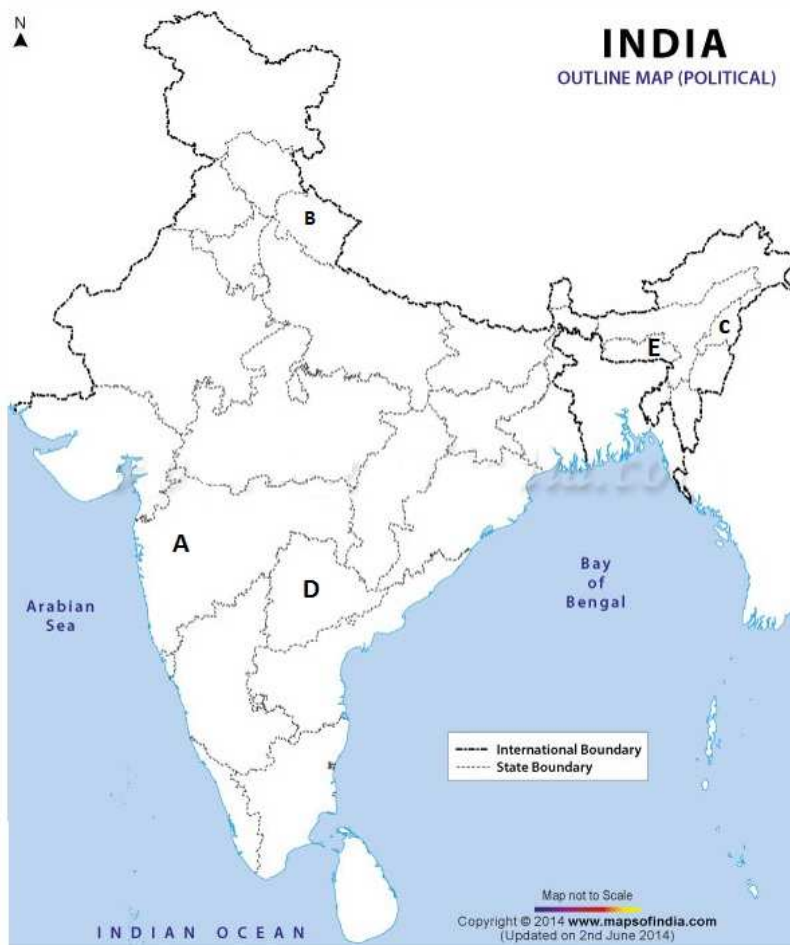 N
INDIA
OUTLINE MAP (POLITICAL)
B
C
E
A
D
Arabian
Sea
Bay
of
Bengal
International Boundary
State Boundary
Map not to Scale
Copyright © 2014 www.mapsofindia.com
(Updated on 2nd June 2014)
INDIAN OCEAN